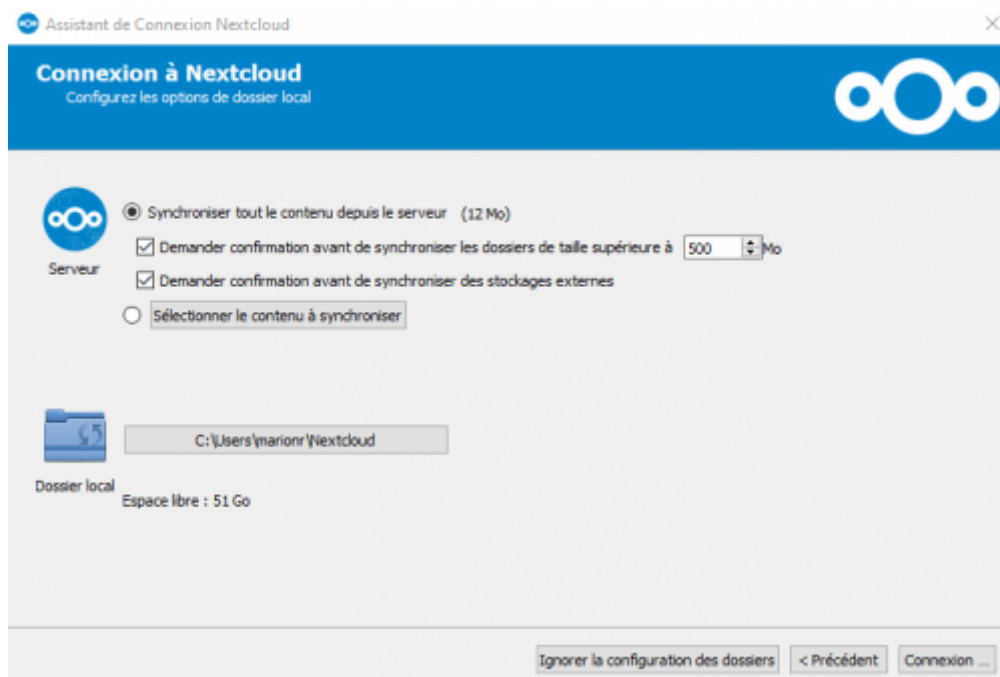 Assistant de Connexion Nextcloud
Connexion à Nextcloud
Configurez les options de dossier local
Synchroniser tout le contenu depuis le serveur (12 Mo)
Demander confirmation avant de synchroniser les dossiers de taille supérieure à 500 Mo
Serveur
Demander confirmation avant de synchroniser des stockages externes
Sélectionner le contenu à synchroniser
C:\Users\marionr\Nextcloud
Dossier local
Espace libre : 51 Go
Ignorer la configuration des dossiers < Précédent Connexion ...